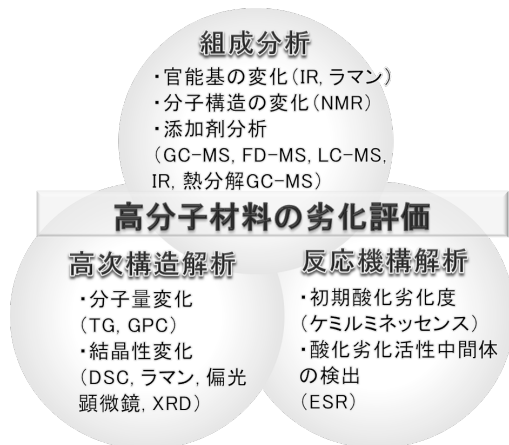 組成分析
・官能基の変化(IR, ラマン)
・分子構造の変化(NMR)
・添加剤分析
(GC-MS, FD-MS, LC-MS,
IR, 熱分解GC-MS)
高分子材料の劣化評価
高次構造解析
・分子量変化
(TG, GPC)
・結晶性変化
(DSC, ラマン, 偏光
顕微鏡, XRD)
反応機構解析
・初期酸化劣化度
(ケミルミネッセンス)
・酸化劣化活性中間体
の検出
(ESR)